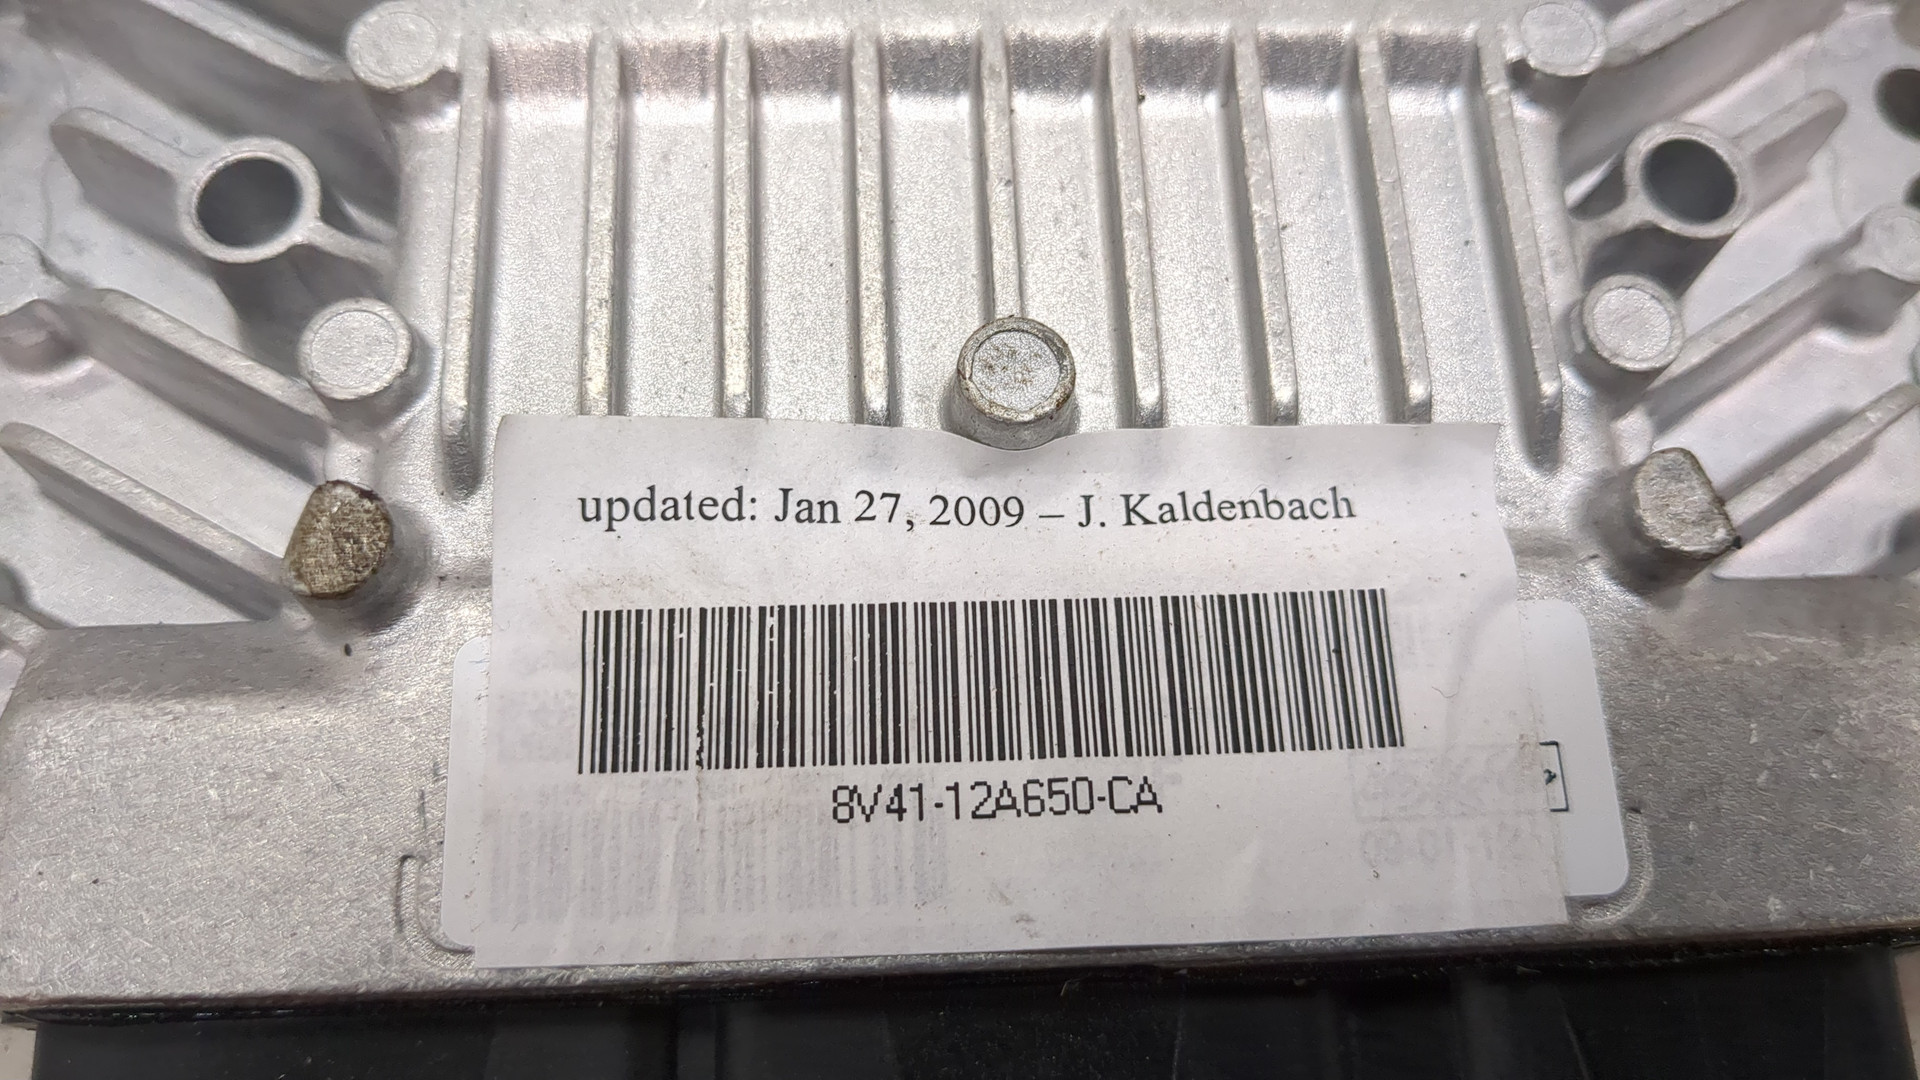 updated: Jan 27, 2009 – J. Kaldenbach
8V41-12A650-CA